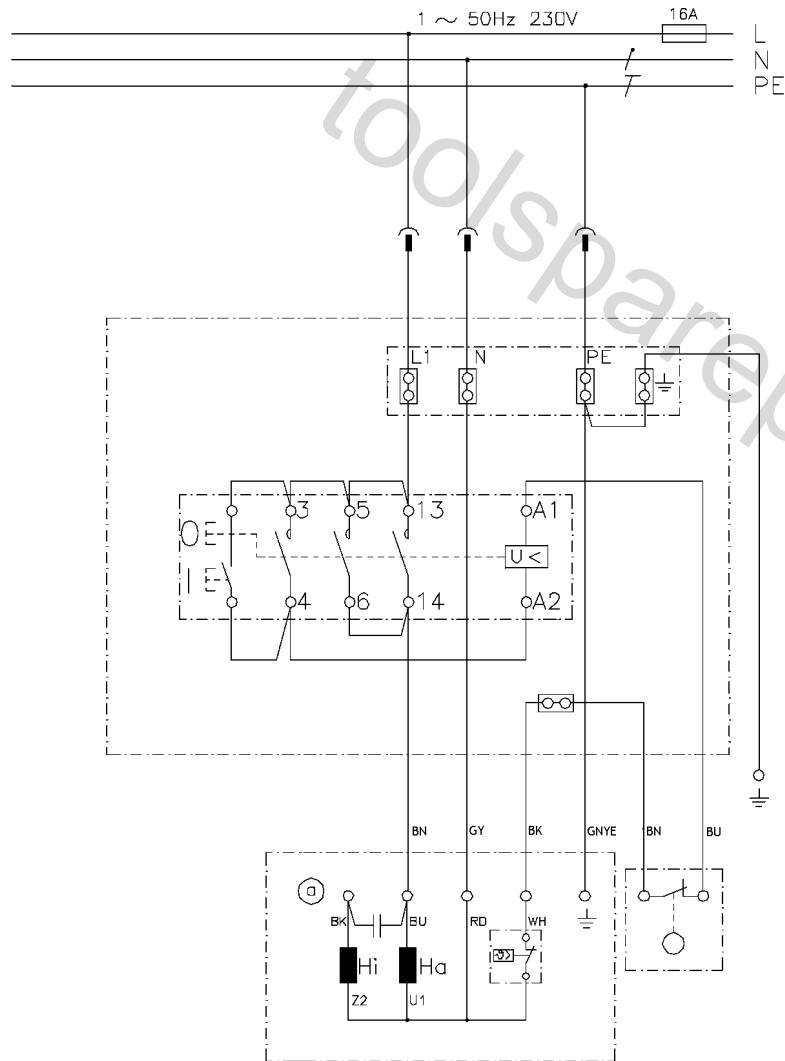 1 ~ 50Hz 230V
16A
L
N
PE
toolsparep
L1 N PE
3 5 13 A1
O E
U<
I E
4 6 14 A2
BN GY BK GNYE BN BU
a
BK BU RD WH
Hi Ha ϑ>
Z2 U1